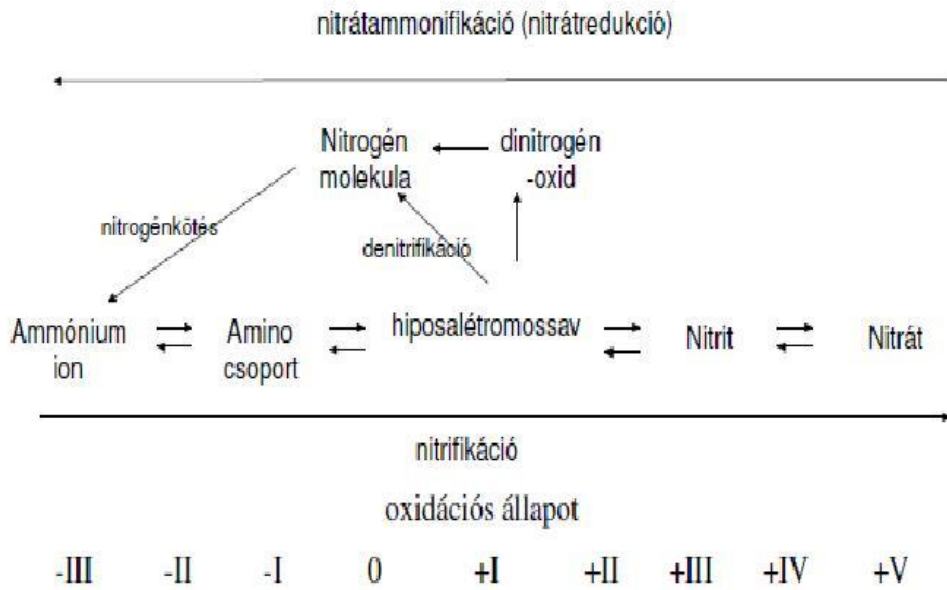 nitrátammonifikáció (nitrátredukció)
Nitrogén
molekula
dinitrogén
-oxid
nitrogénkötés
denitrifikáció
Ammónium
ion
Amino
csoport
hiposalétromossav
Nitrit
Nitrát
nitrifikáció
oxidációs állapot
-III -II -I 0 +I +II +III +IV +V